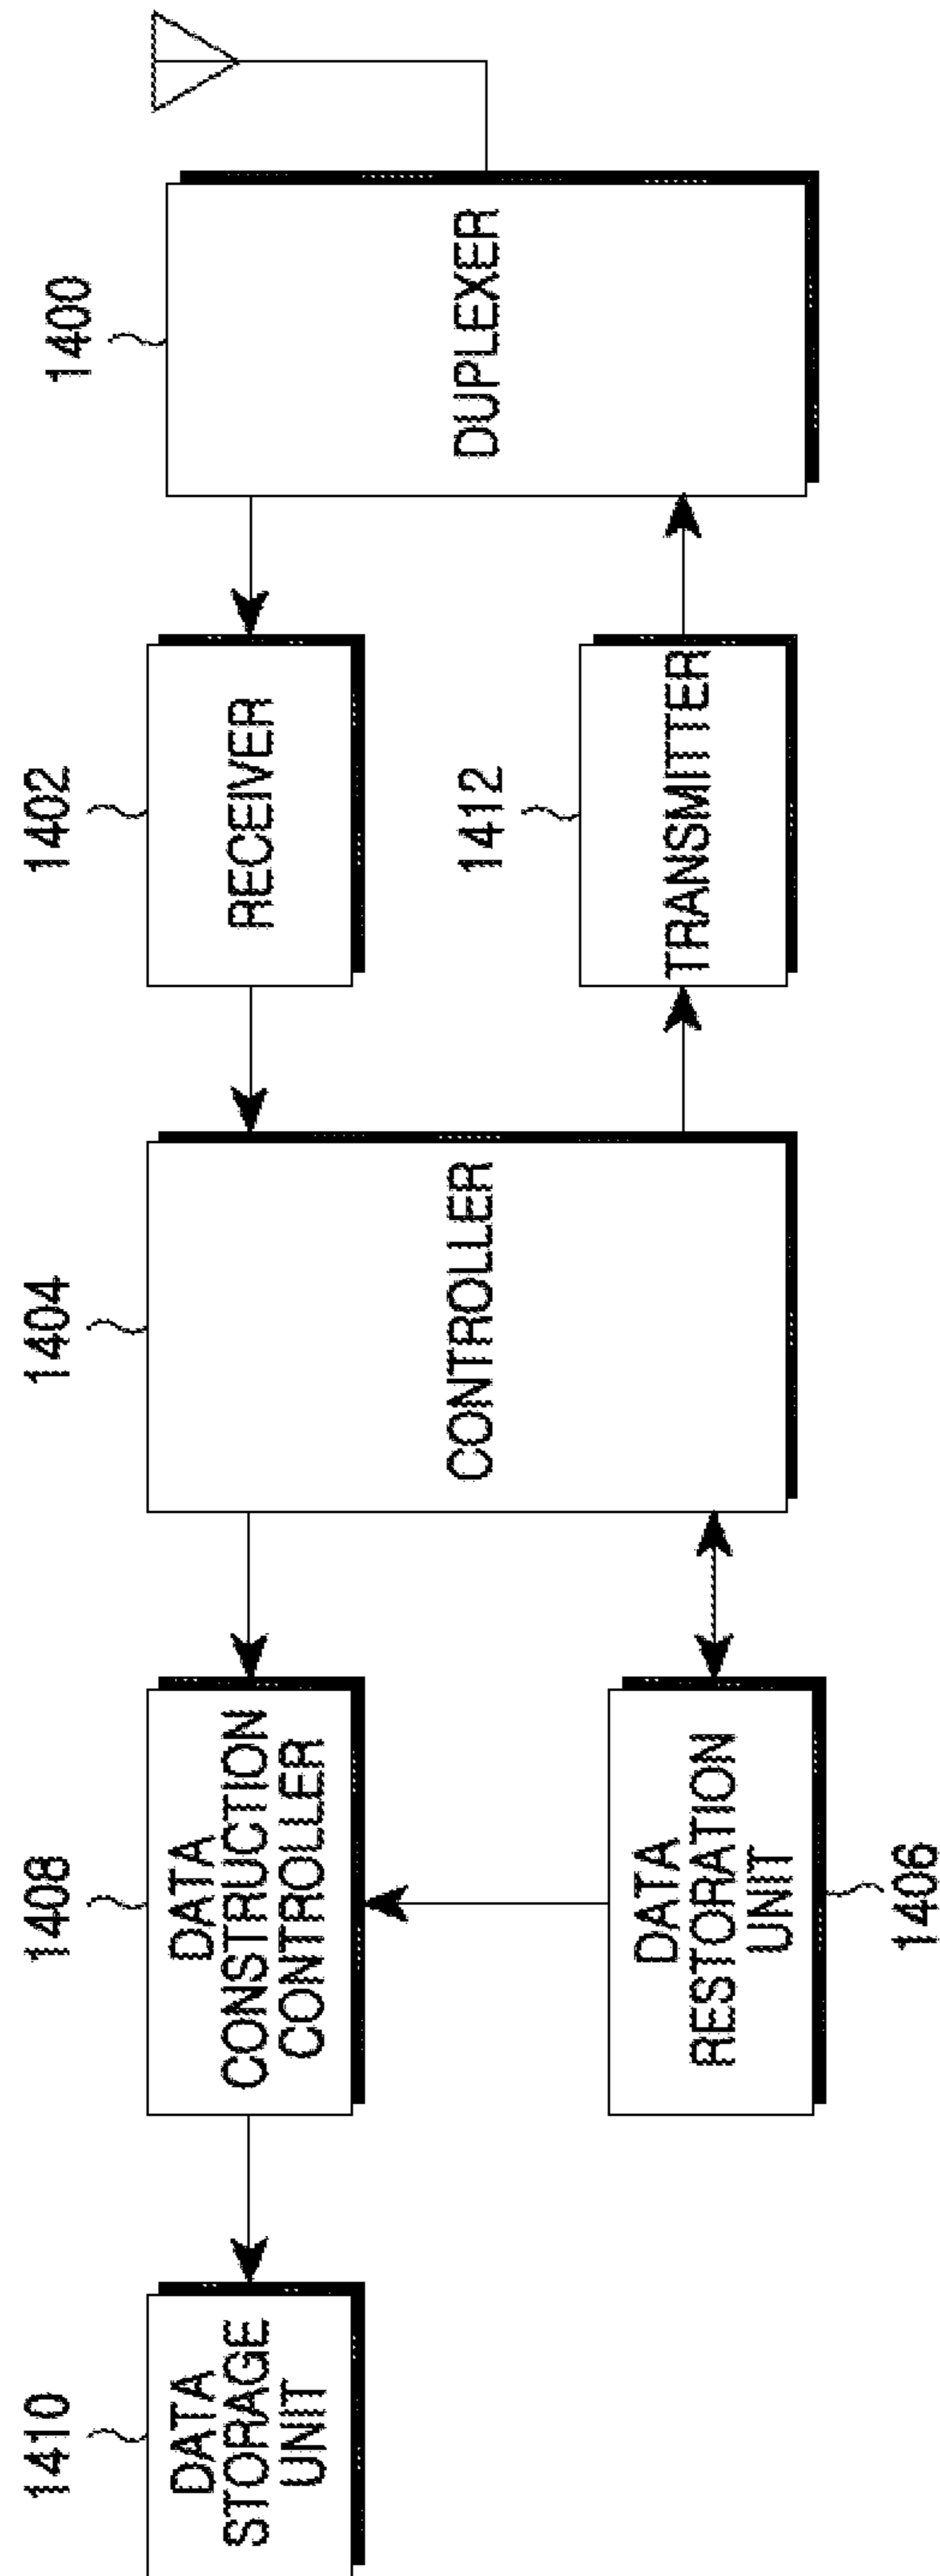 1410
DATA
STORAGE
UNIT
1408
DATA
CONSTRUCTION
CONTROLLER
1404
CONTROLLER
1402
RECEIVER
1400
DUPLEXER
1412
TRANSMITTER
DATA
RESTORATION
UNIT
1406